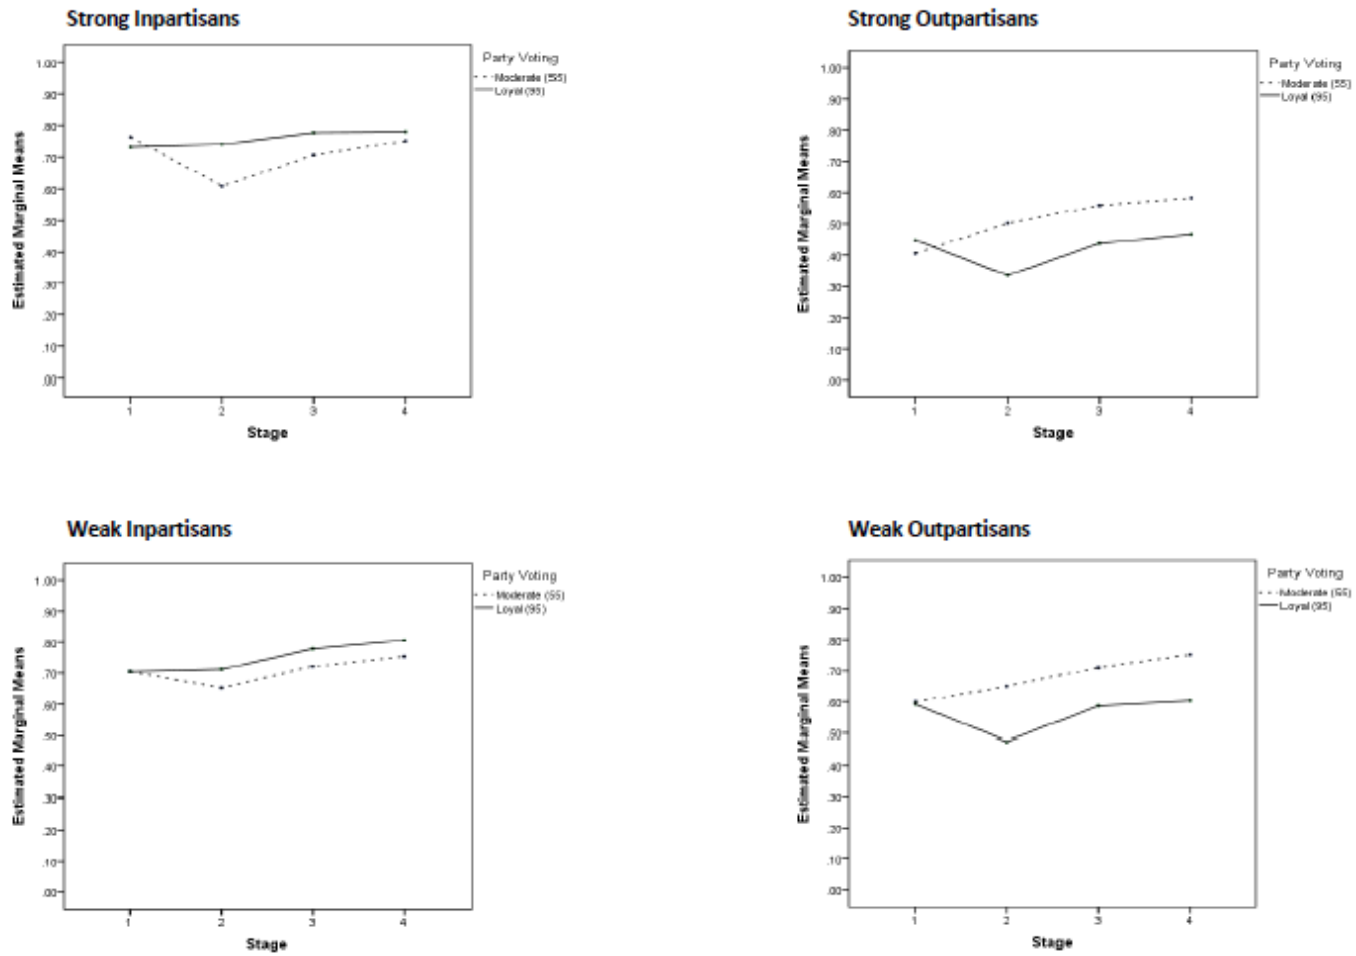 Strong Inpartisans
Party Voting
Moderate (55)
Loyal (95)
Estimated Marginal Means
1.00
.90
.80
.70
.60
.50
.40
.30
.20
.10
.00
1 2 3 4
Stage
Strong Outpartisans
Party Voting
Moderate (55)
Loyal (95)
Estimated Marginal Means
1.00
.90
.80
.70
.60
.50
.40
.30
.20
.10
.00
1 2 3 4
Stage
Weak Inpartisans
Party Voting
Moderate (55)
Loyal (95)
Estimated Marginal Means
1.00
.90
.80
.70
.60
.50
.40
.30
.20
.10
.00
1 2 3 4
Stage
Weak Outpartisans
Party Voting
Moderate (55)
Loyal (95)
Estimated Marginal Means
1.00
.90
.80
.70
.60
.50
.40
.30
.20
.10
.00
1 2 3 4
Stage